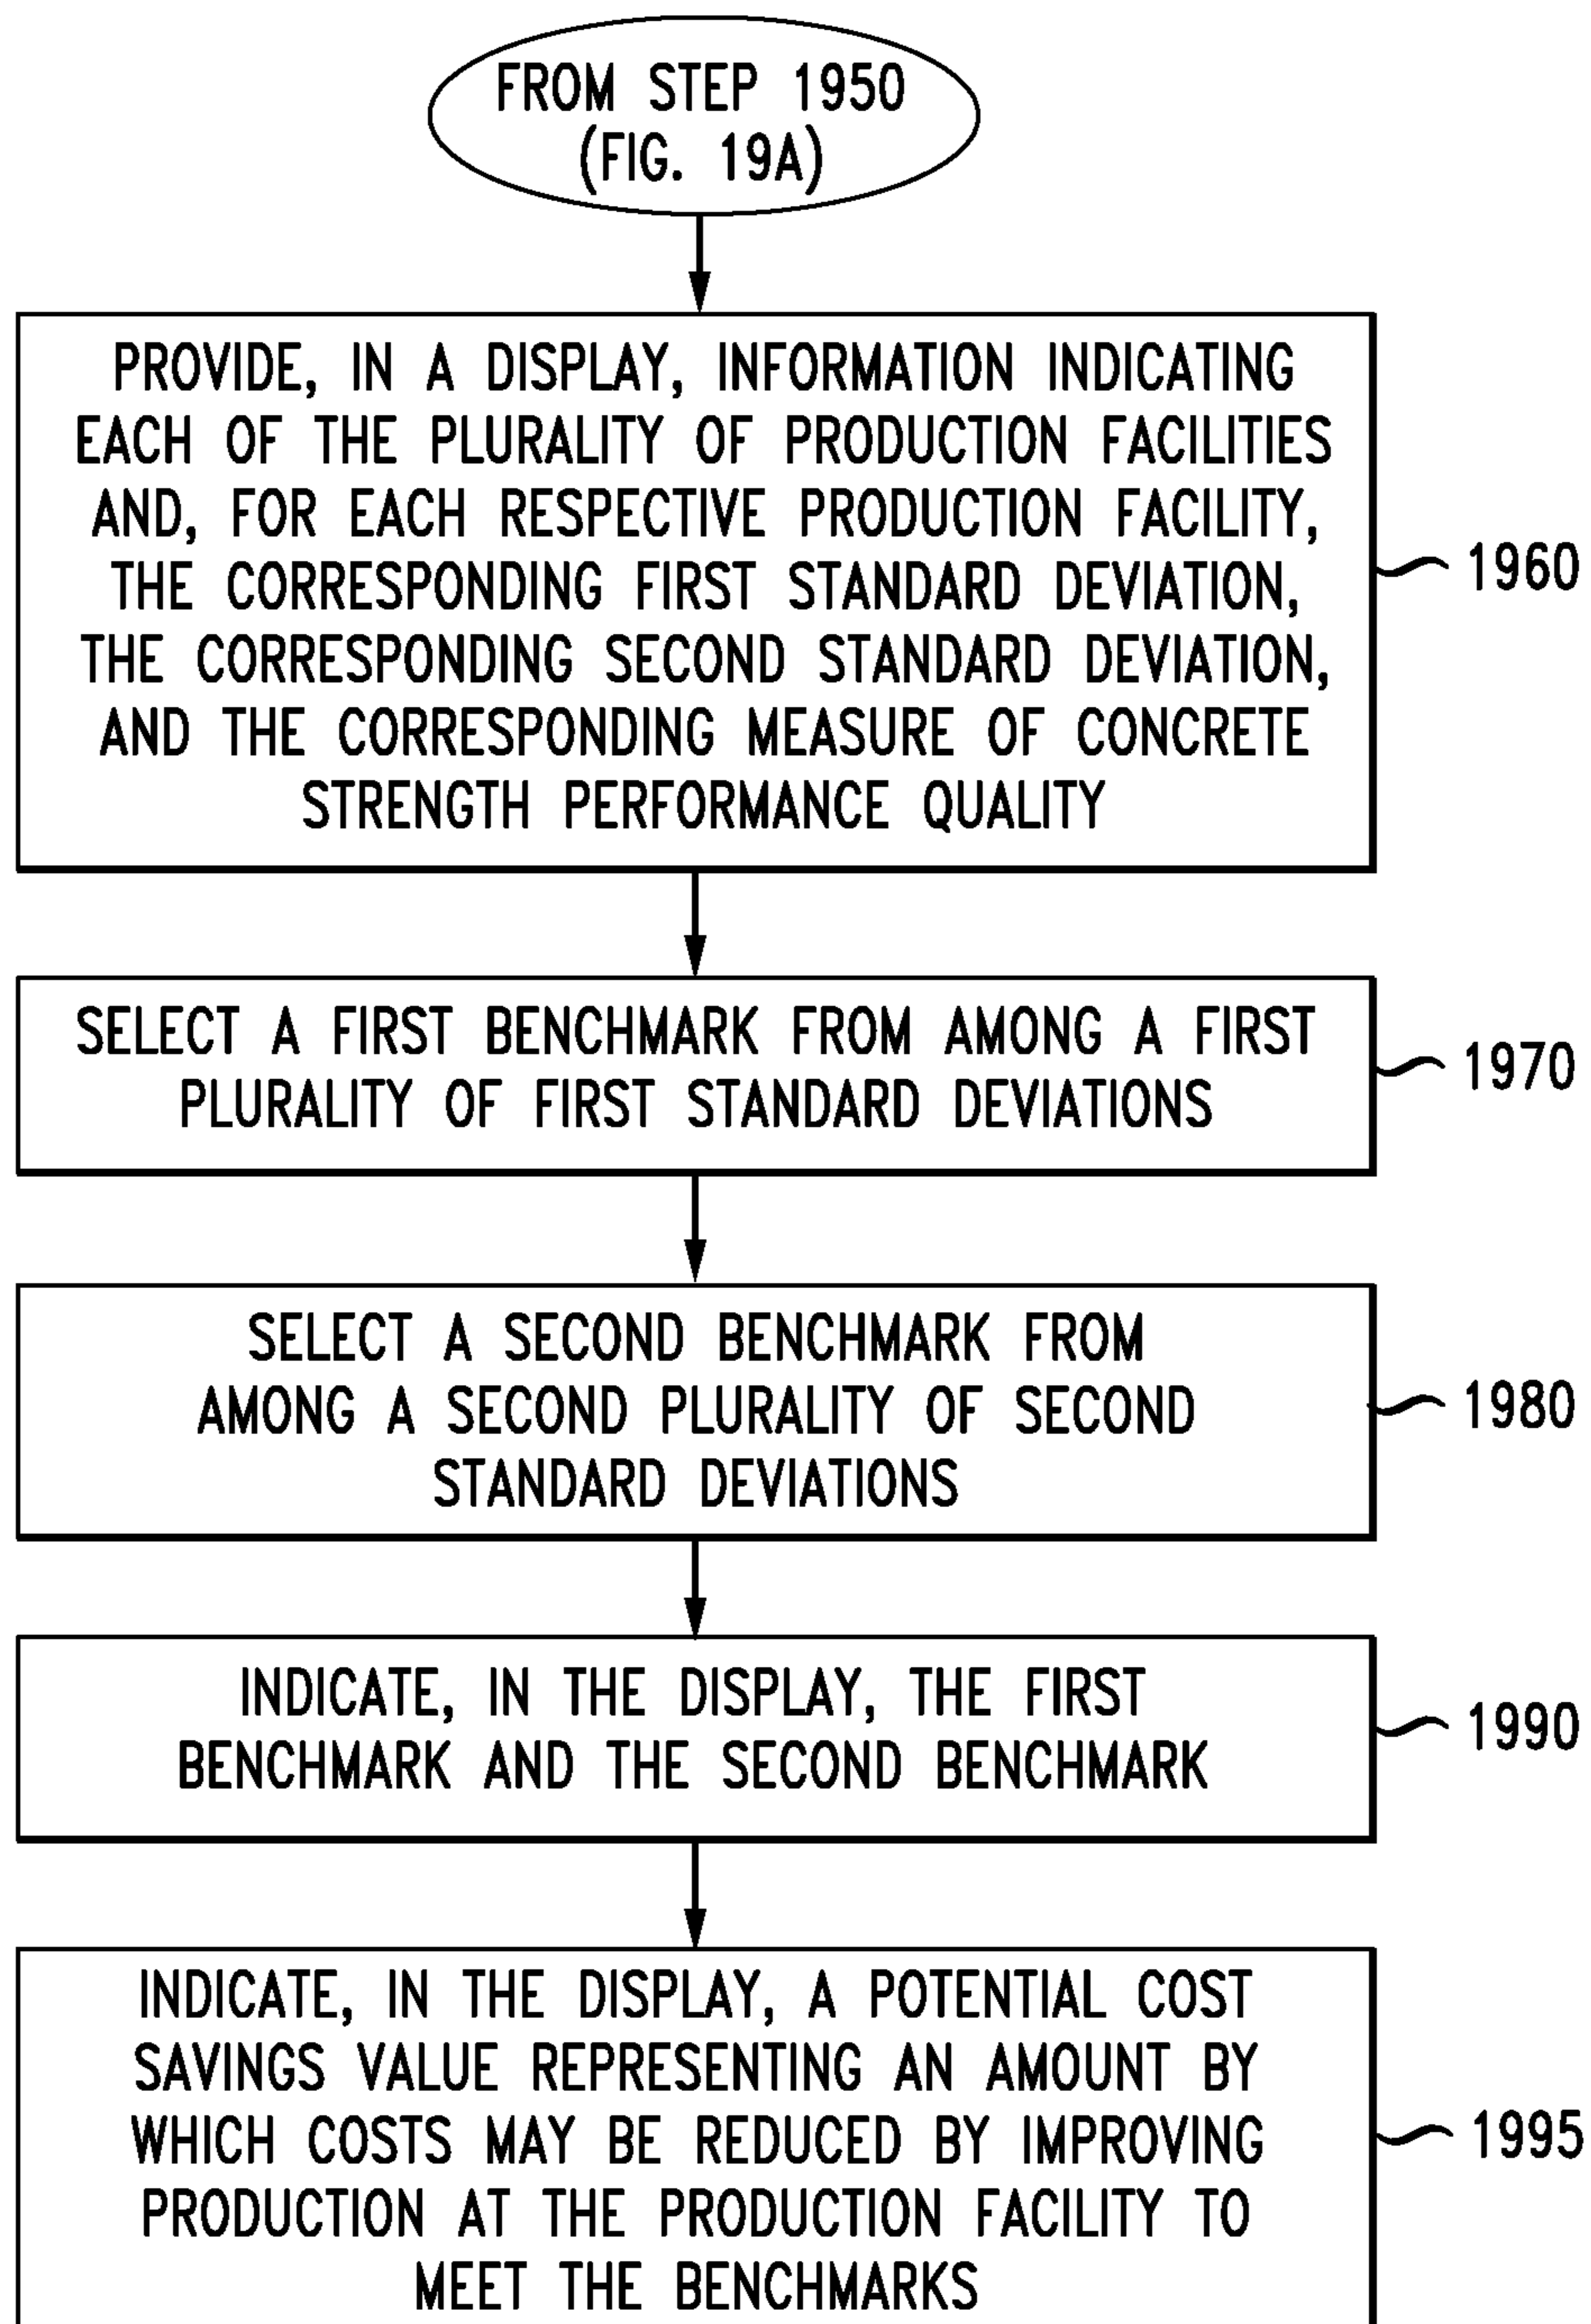 FROM STEP 1950
(FIG. 19A)
PROVIDE, IN A DISPLAY, INFORMATION INDICATING
EACH OF THE PLURALITY OF PRODUCTION FACILITIES
AND, FOR EACH RESPECTIVE PRODUCTION FACILITY,
THE CORRESPONDING FIRST STANDARD DEVIATION,
THE CORRESPONDING SECOND STANDARD DEVIATION,
AND THE CORRESPONDING MEASURE OF CONCRETE
STRENGTH PERFORMANCE QUALITY
1960
SELECT A FIRST BENCHMARK FROM AMONG A FIRST
PLURALITY OF FIRST STANDARD DEVIATIONS
1970
SELECT A SECOND BENCHMARK FROM
AMONG A SECOND PLURALITY OF SECOND
STANDARD DEVIATIONS
1980
INDICATE, IN THE DISPLAY, THE FIRST
BENCHMARK AND THE SECOND BENCHMARK
1990
INDICATE, IN THE DISPLAY, A POTENTIAL COST
SAVINGS VALUE REPRESENTING AN AMOUNT BY
WHICH COSTS MAY BE REDUCED BY IMPROVING
PRODUCTION AT THE PRODUCTION FACILITY TO
MEET THE BENCHMARKS
1995